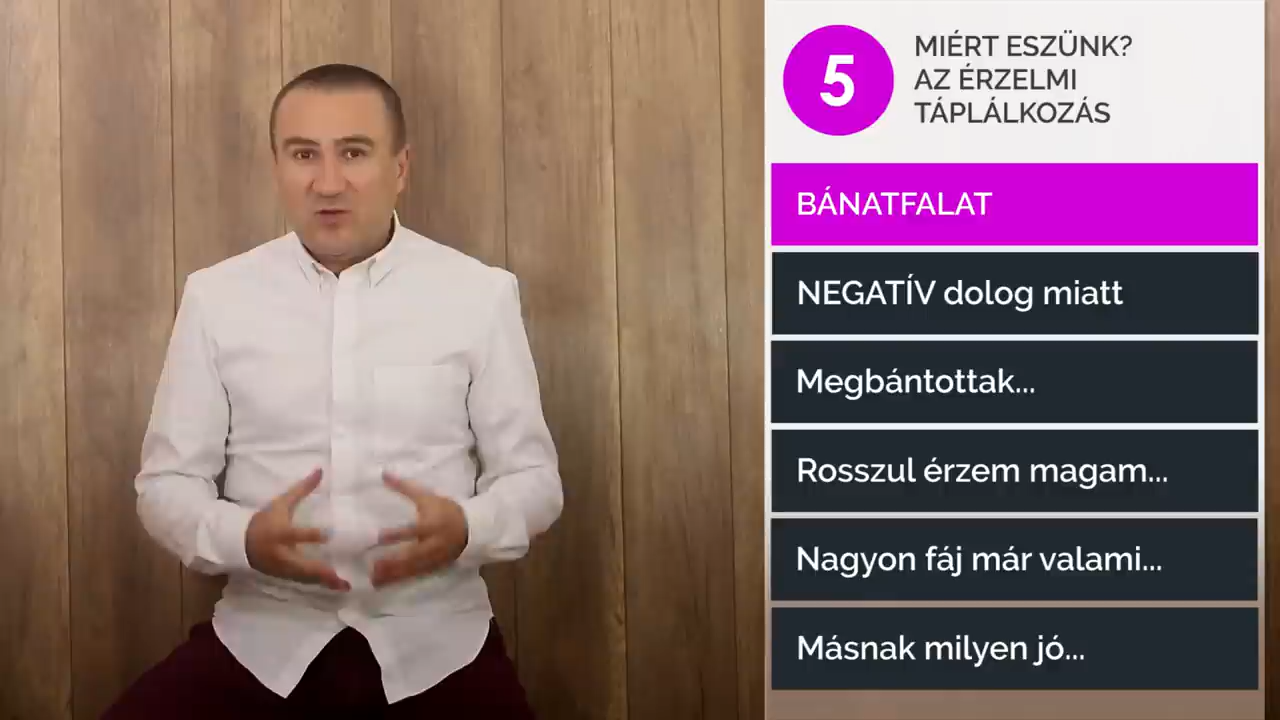 5
MIÉRT ESZÜNK?
AZ ÉRZELMI
TÁPLÁLKOZÁS
BÁNATFALAT
NEGATÍV dolog miatt
Megbántottak...
Rosszul érzem magam...
Nagyon fáj már valami...
Másnak milyen jó...